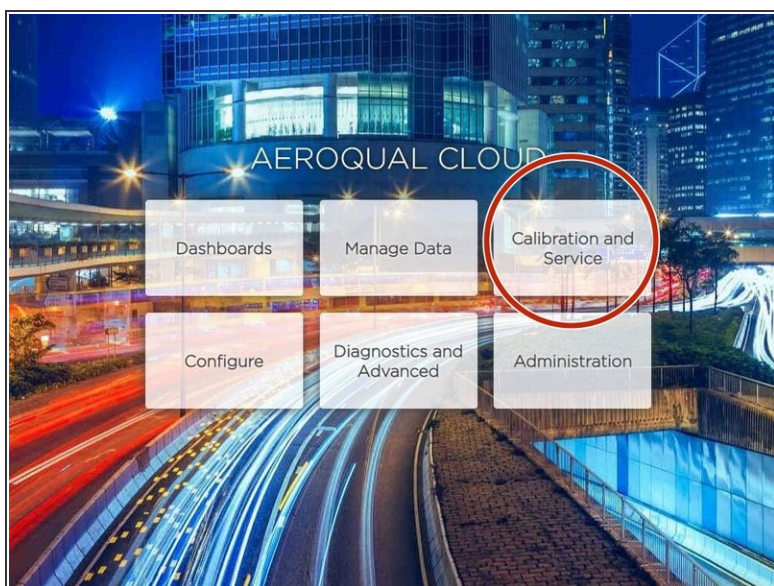 AEROQUAL CLOUD
Dashboards
Manage Data
Calibration and
Service
Configure
Diagnostics and
Advanced
Administration